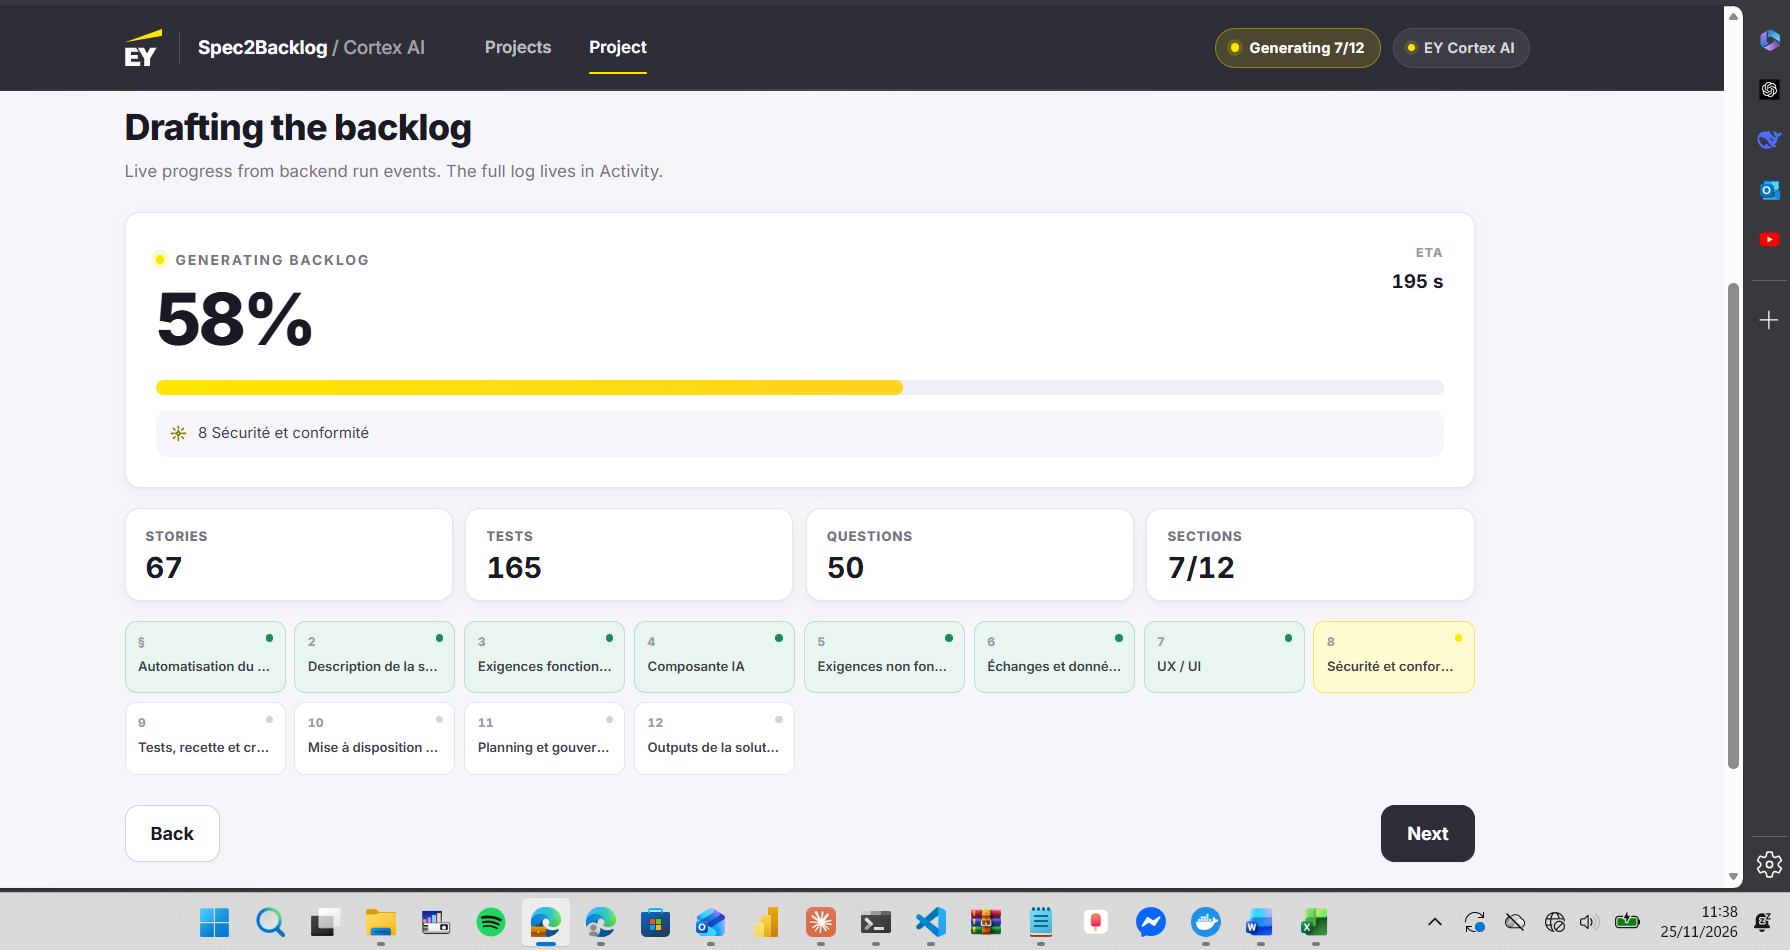 EY
Spec2Backlog / Cortex AI
Projects
Project
Generating 7/12
EY Cortex AI
Drafting the backlog
Live progress from backend run events. The full log lives in Activity.
GENERATING BACKLOG
ETA
195 s
58%
8 Sécurité et conformité
STORIES
67
TESTS
165
QUESTIONS
50
SECTIONS
7/12
§
Automatisation du ...
2
Description de la s...
3
Exigences fonction...
4
Composante IA
5
Exigences non fon...
6
Échanges et donné...
7
UX / UI
8
Sécurité et confor...
9
Tests, recette et cr...
10
Mise à disposition ...
11
Planning et gouver...
12
Outputs de la solut...
Back
Next
11:38
25/11/2026